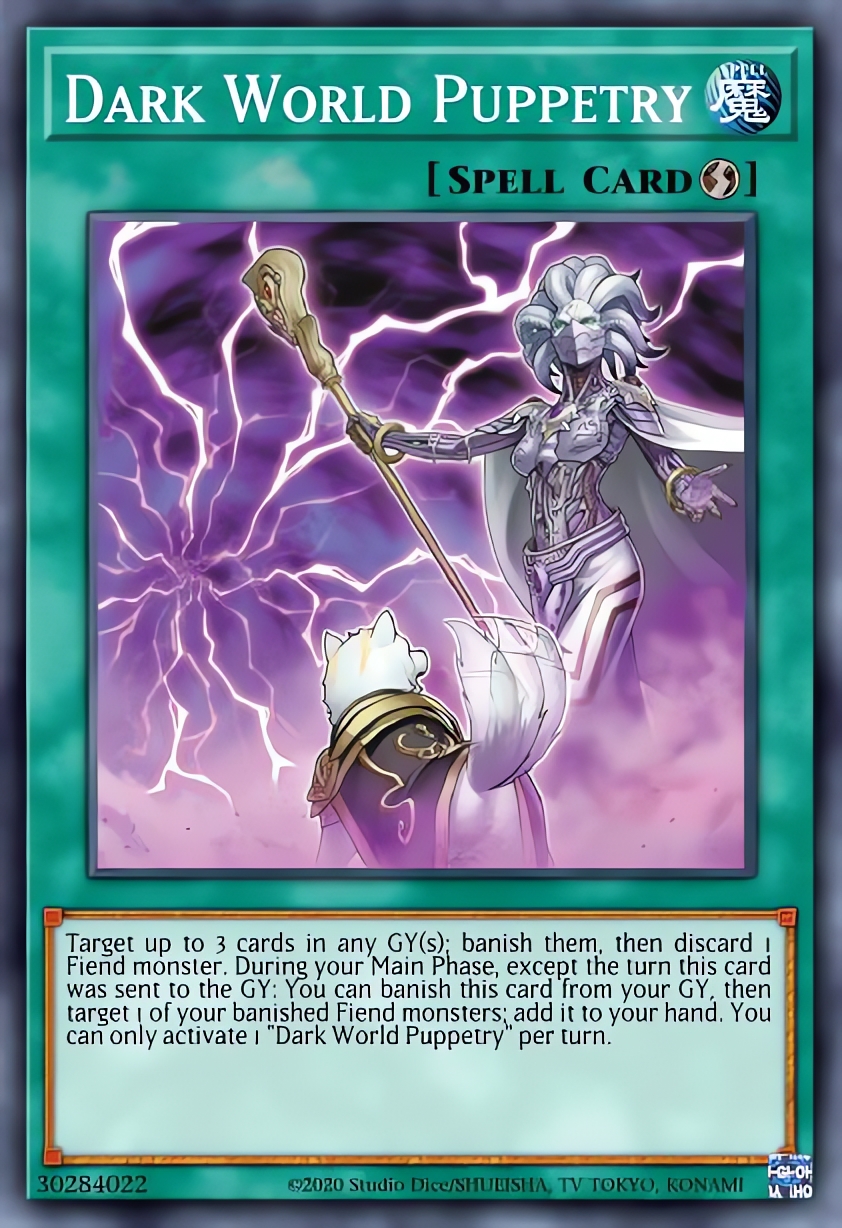 DARK WORLD PUPPETRY
魔
[SPELL CARD]
Target up to 3 cards in any GY(s); banish them, then discard 1
Fiend monster. During your Main Phase, except the turn this card
was sent to the GY: You can banish this card from your GY, then
target 1 of your banished Fiend monsters; add it to your hand. You
can only activate 1 "Dark World Puppetry" per turn.
30284022
©2020 Studio Dice/SHUEISHA, TV TOKYO, KONAMI